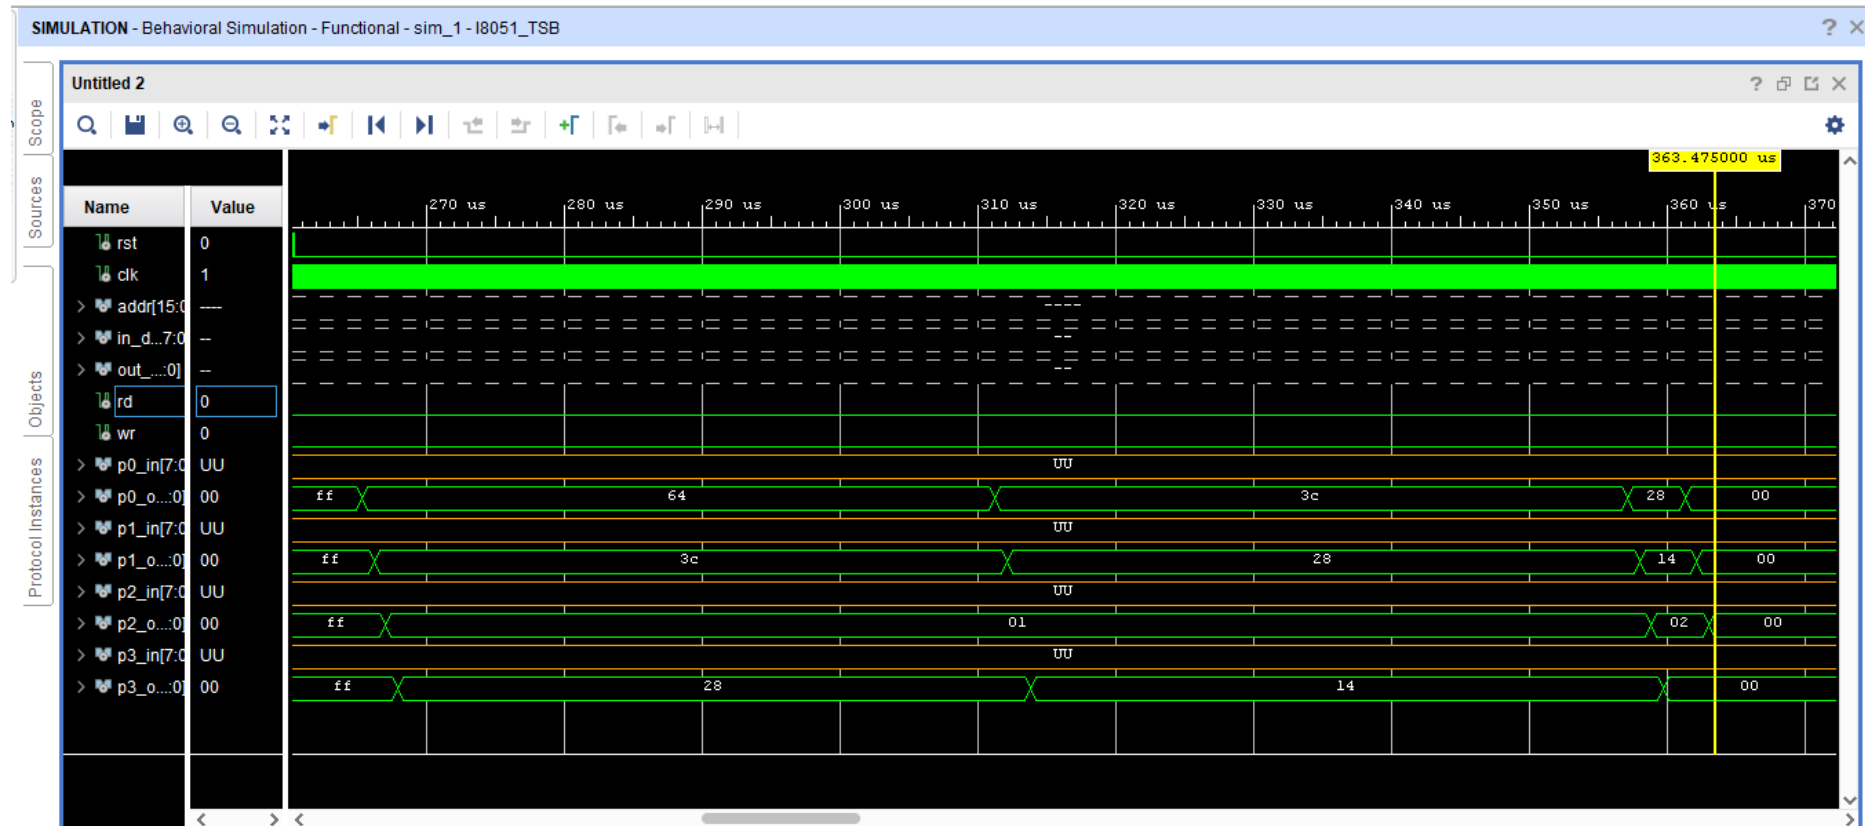 SIMULATION - Behavioral Simulation - Functional - sim_1 - I8051_TSB
Untitled 2
Scope
Sources
Objects
Protocol Instances
363.475000 us
Name Value
270 us 280 us 290 us 300 us 310 us 320 us 330 us 340 us 350 us 360 us 370
rst 0
clk 1
addr[15:0 ---- ----
in_d...7:0 -- --
out_...:0] -- --
rd 0
wr 0
p0_in[7:0 UU UU
p0_o...:0] 00 ff 64 3c 28 00
p1_in[7:0 UU UU
p1_o...:0] 00 ff 3c 28 14 00
p2_in[7:0 UU UU
p2_o...:0] 00 ff 01 02 00
p3_in[7:0 UU UU
p3_o...:0] 00 ff 28 14 00